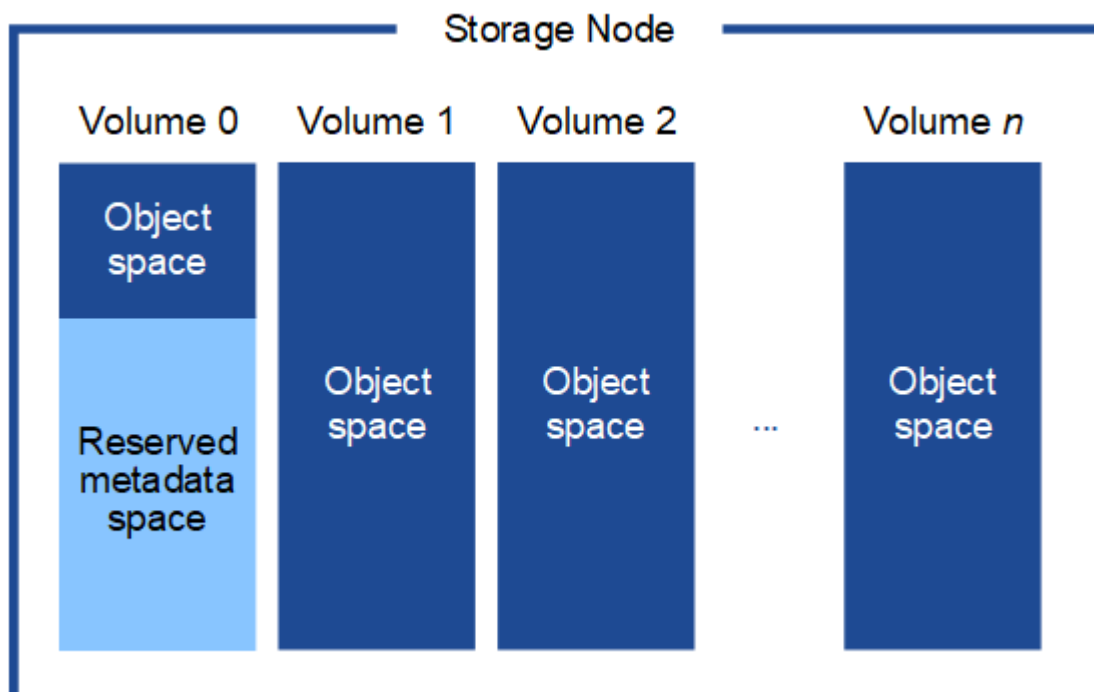 Storage Node
Volume 0
Volume 1
Volume 2
Volume n
Object
space
Reserved
metadata
space
Object
space
Object
space
...
Object
space